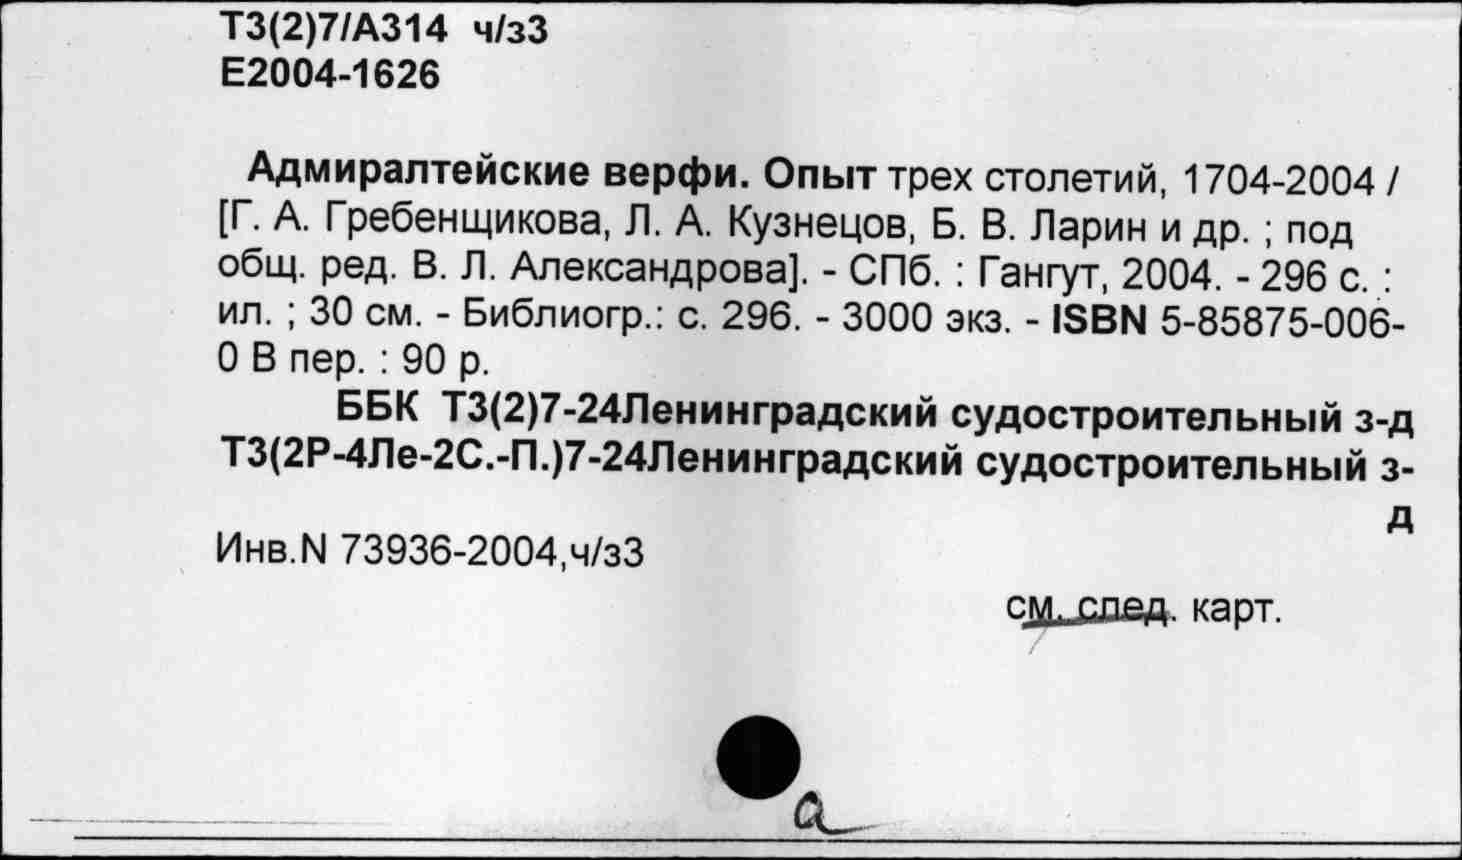 Т3(2)7/А314 ч/з3
Е2004-1626
Адмиралтейские верфи. Опыт трех столетий, 1704-2004 /
[Г. А. Гребенщикова, Л. А. Кузнецов, Б. В. Ларин и др. ; под
общ. ред. В. Л. Александрова]. - СПб. : Гангут, 2004. - 296 с. :
ил. ; 30 см. - Библиогр.: с. 296. - 3000 экз. - ISBN 5-85875-006-
0 В пер. : 90 р.
ББК Т3(2)7-24Ленинградский судостроительный з-д
Т3(2Р-4Ле-2С.-П.)7-24Ленинградский судостроительный з-
д
Инв.N 73936-2004,ч/з3
см. след. карт.
а